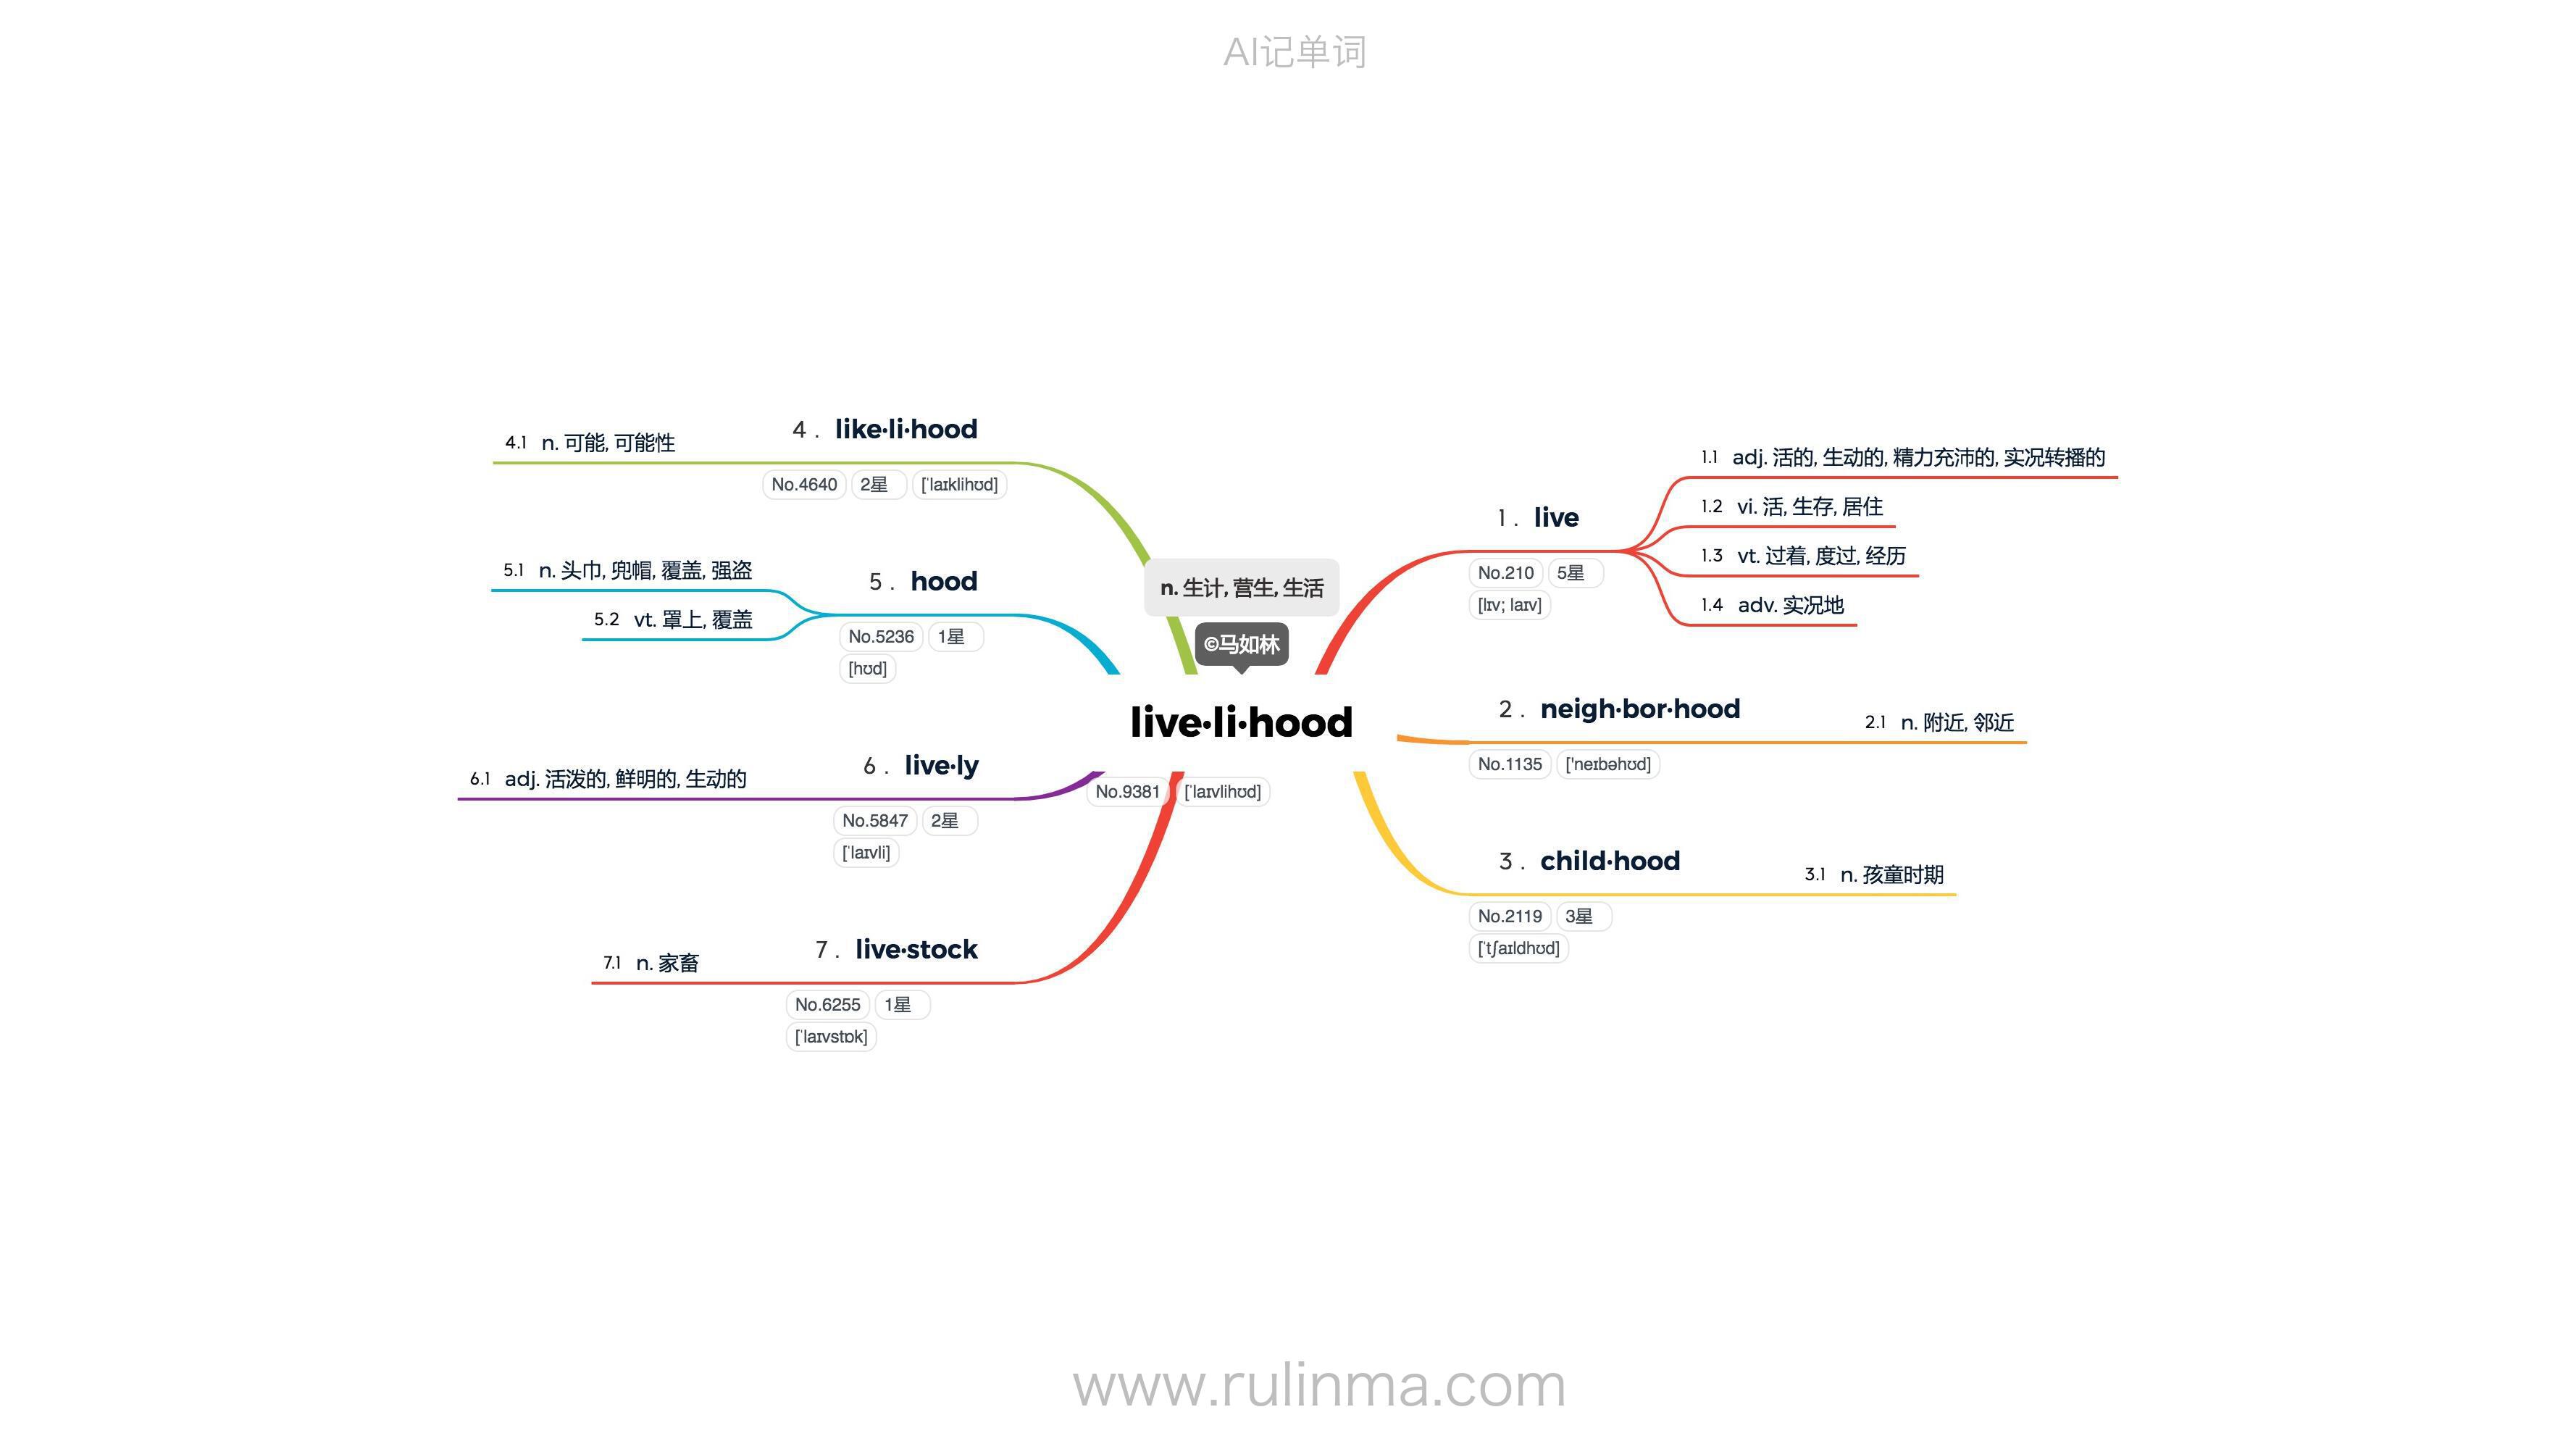 AI记单词
n. 生计, 营生, 生活
©马如林
live·li·hood
No.9381 [ˈlaɪvlihʊd]
1 . live
No.210 5星
[lɪv; laɪv]
1.1 adj. 活的, 生动的, 精力充沛的, 实况转播的
1.2 vi. 活, 生存, 居住
1.3 vt. 过着, 度过, 经历
1.4 adv. 实况地
2 . neigh·bor·hood
No.1135 ['neɪbəhʊd]
2.1 n. 附近, 邻近
3 . child·hood
No.2119 3星
[ˈtʃaɪldhʊd]
3.1 n. 孩童时期
4 . like·li·hood
No.4640 2星 [ˈlaɪklihʊd]
4.1 n. 可能, 可能性
5 . hood
No.5236 1星
[hʊd]
5.1 n. 头巾, 兜帽, 覆盖, 强盗
5.2 vt. 罩上, 覆盖
6 . live·ly
No.5847 2星
[ˈlaɪvli]
6.1 adj. 活泼的, 鲜明的, 生动的
7 . live·stock
No.6255 1星
[ˈlaɪvstɒk]
7.1 n. 家畜
www.rulinma.com